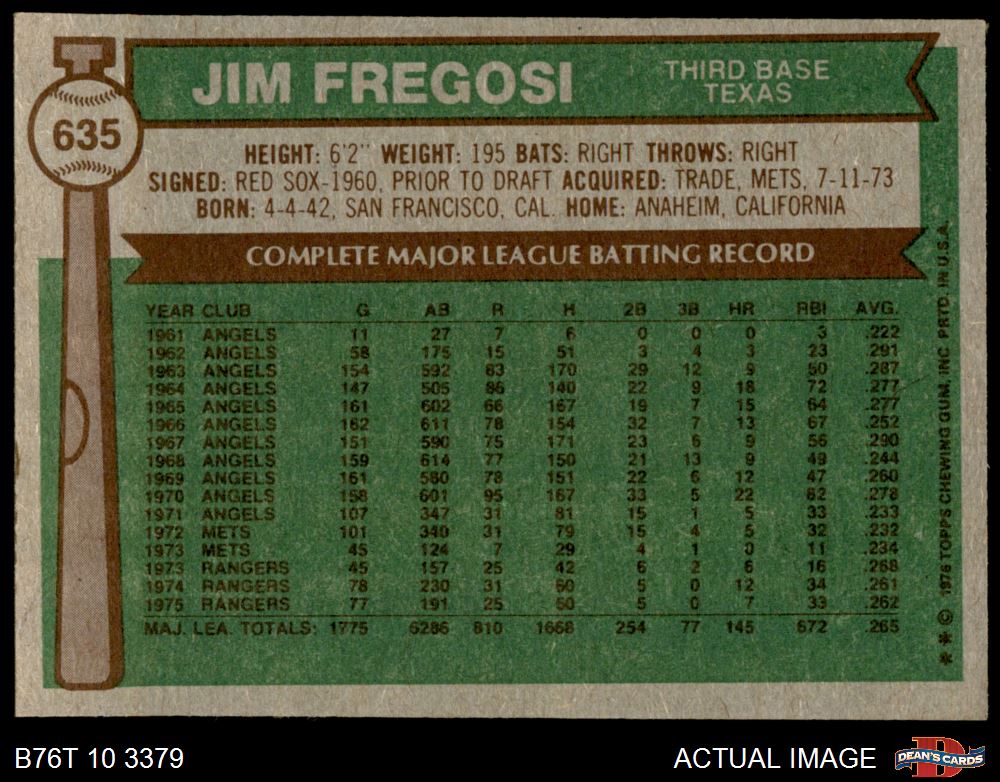 JIM FREGOSI
THIRD BASE
TEXAS
635
HEIGHT: 6'2" WEIGHT: 195 BATS: RIGHT THROWS: RIGHT
SIGNED: RED SOX-1960, PRIOR TO DRAFT ACQUIRED: TRADE, METS, 7-11-73
BORN: 4-4-42, SAN FRANCISCO, CAL. HOME: ANAHEIM, CALIFORNIA
COMPLETE MAJOR LEAGUE BATTING RECORD
YEAR CLUB G AB R H 2B 3B HR RBI AVG.
1961 ANGELS 11 27 7 6 0 0 0 3 .222
1962 ANGELS 58 175 15 51 3 4 3 23 .291
1963 ANGELS 154 592 83 170 29 12 9 50 .287
1964 ANGELS 147 505 86 140 22 9 18 72 .277
1965 ANGELS 161 602 66 167 19 7 15 64 .277
1966 ANGELS 162 611 78 154 32 7 13 67 .252
1967 ANGELS 151 590 75 171 23 6 9 56 .290
1968 ANGELS 159 614 77 150 21 13 9 49 .244
1969 ANGELS 161 580 78 151 22 6 12 47 .260
1970 ANGELS 158 601 95 167 33 5 22 82 .278
1971 ANGELS 107 347 31 81 15 1 5 33 .233
1972 METS 101 340 31 79 15 4 5 32 .232
1973 METS 45 124 7 29 4 1 0 11 .234
1973 RANGERS 45 157 25 42 6 2 6 16 .268
1974 RANGERS 78 230 31 60 5 0 12 34 .261
1975 RANGERS 77 191 25 50 5 0 7 33 .262
MAJ. LEA. TOTALS: 1775 6286 810 1668 254 77 145 672 .265
* * © 1976 TOPPS CHEWING GUM, INC PRTD. IN U.S.A.
B76T 10 3379
ACTUAL IMAGE
D
DEAN'S CARDS